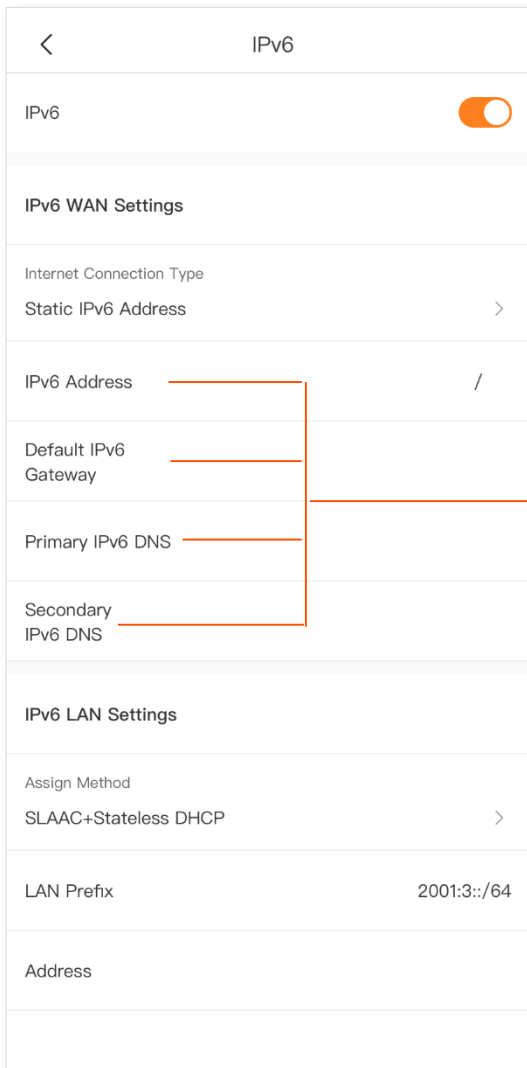 IPv6
IPv6
IPv6 WAN Settings
Internet Connection Type
Static IPv6 Address
IPv6 Address /
Default IPv6
Gateway
Primary IPv6 DNS
Secondary
IPv6 DNS
IPv6 LAN Settings
Assign Method
SLAAC+Stateless DHCP
LAN Prefix 2001:3::/64
Address